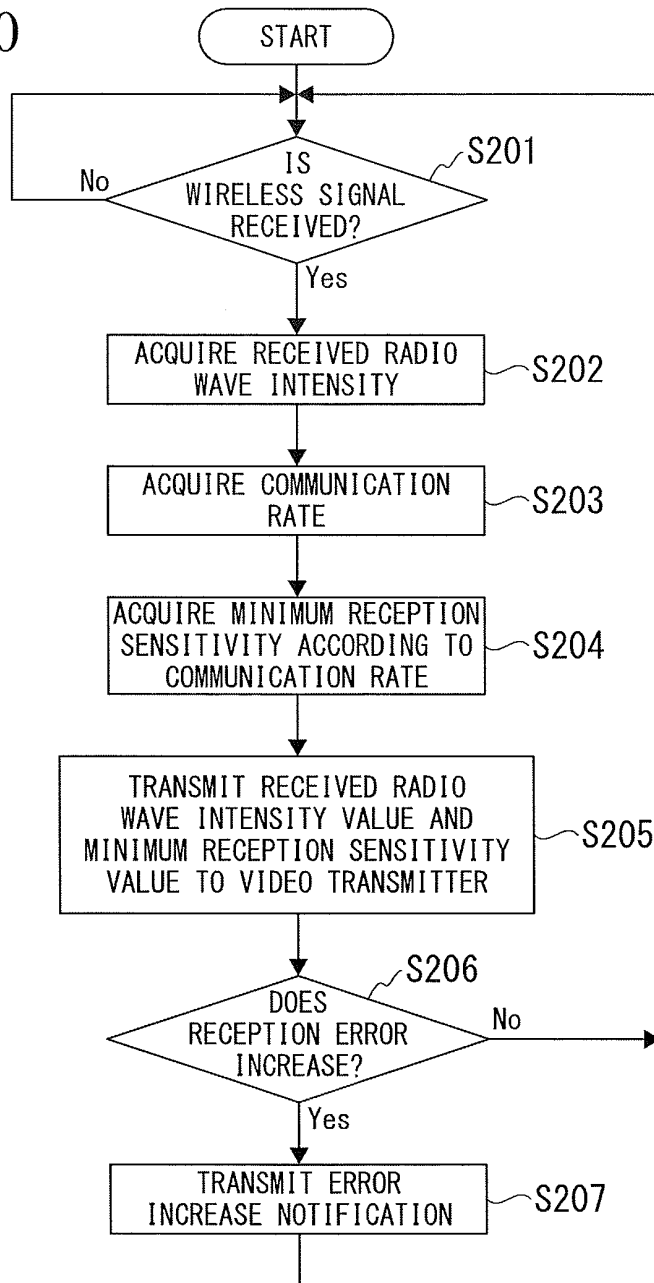 0
START
IS
WIRELESS SIGNAL
RECEIVED?
S201
No
Yes
ACQUIRE RECEIVED RADIO
WAVE INTENSITY
S202
ACQUIRE COMMUNICATION
RATE
S203
ACQUIRE MINIMUM RECEPTION
SENSITIVITY ACCORDING TO
COMMUNICATION RATE
S204
TRANSMIT RECEIVED RADIO
WAVE INTENSITY VALUE AND
MINIMUM RECEPTION SENSITIVITY
VALUE TO VIDEO TRANSMITTER
S205
DOES
RECEPTION ERROR
INCREASE?
S206
No
Yes
TRANSMIT ERROR
INCREASE NOTIFICATION
S207